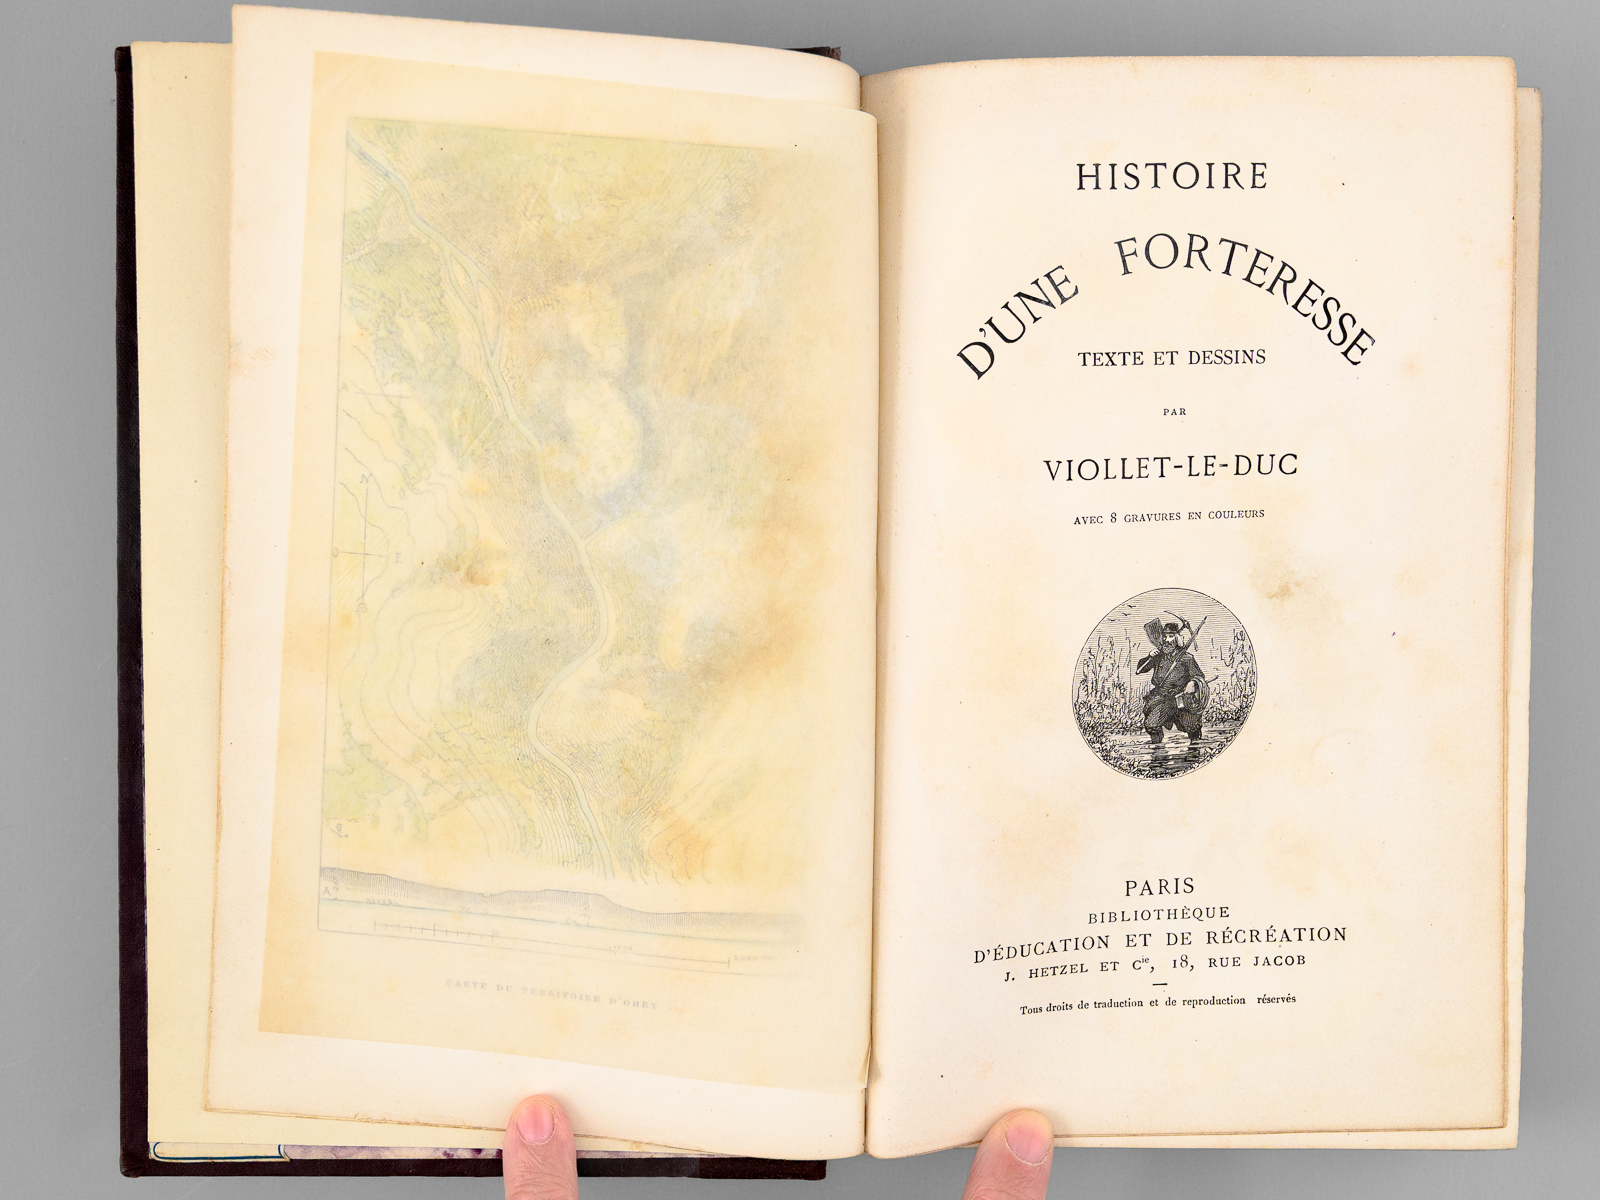 N
E
CARTE DU TERRITOIRE D'OHET
HISTOIRE
D'UNE FORTERESSE
TEXTE ET DESSINS
PAR
VIOLLET-LE-DUC
AVEC 8 GRAVURES EN COULEURS
PARIS
BIBLIOTHÈQUE
D'ÉDUCATION ET DE RÉCRÉATION
J. HETZEL ET Cie, 18, RUE JACOB
Tous droits de traduction et de reproduction réservés